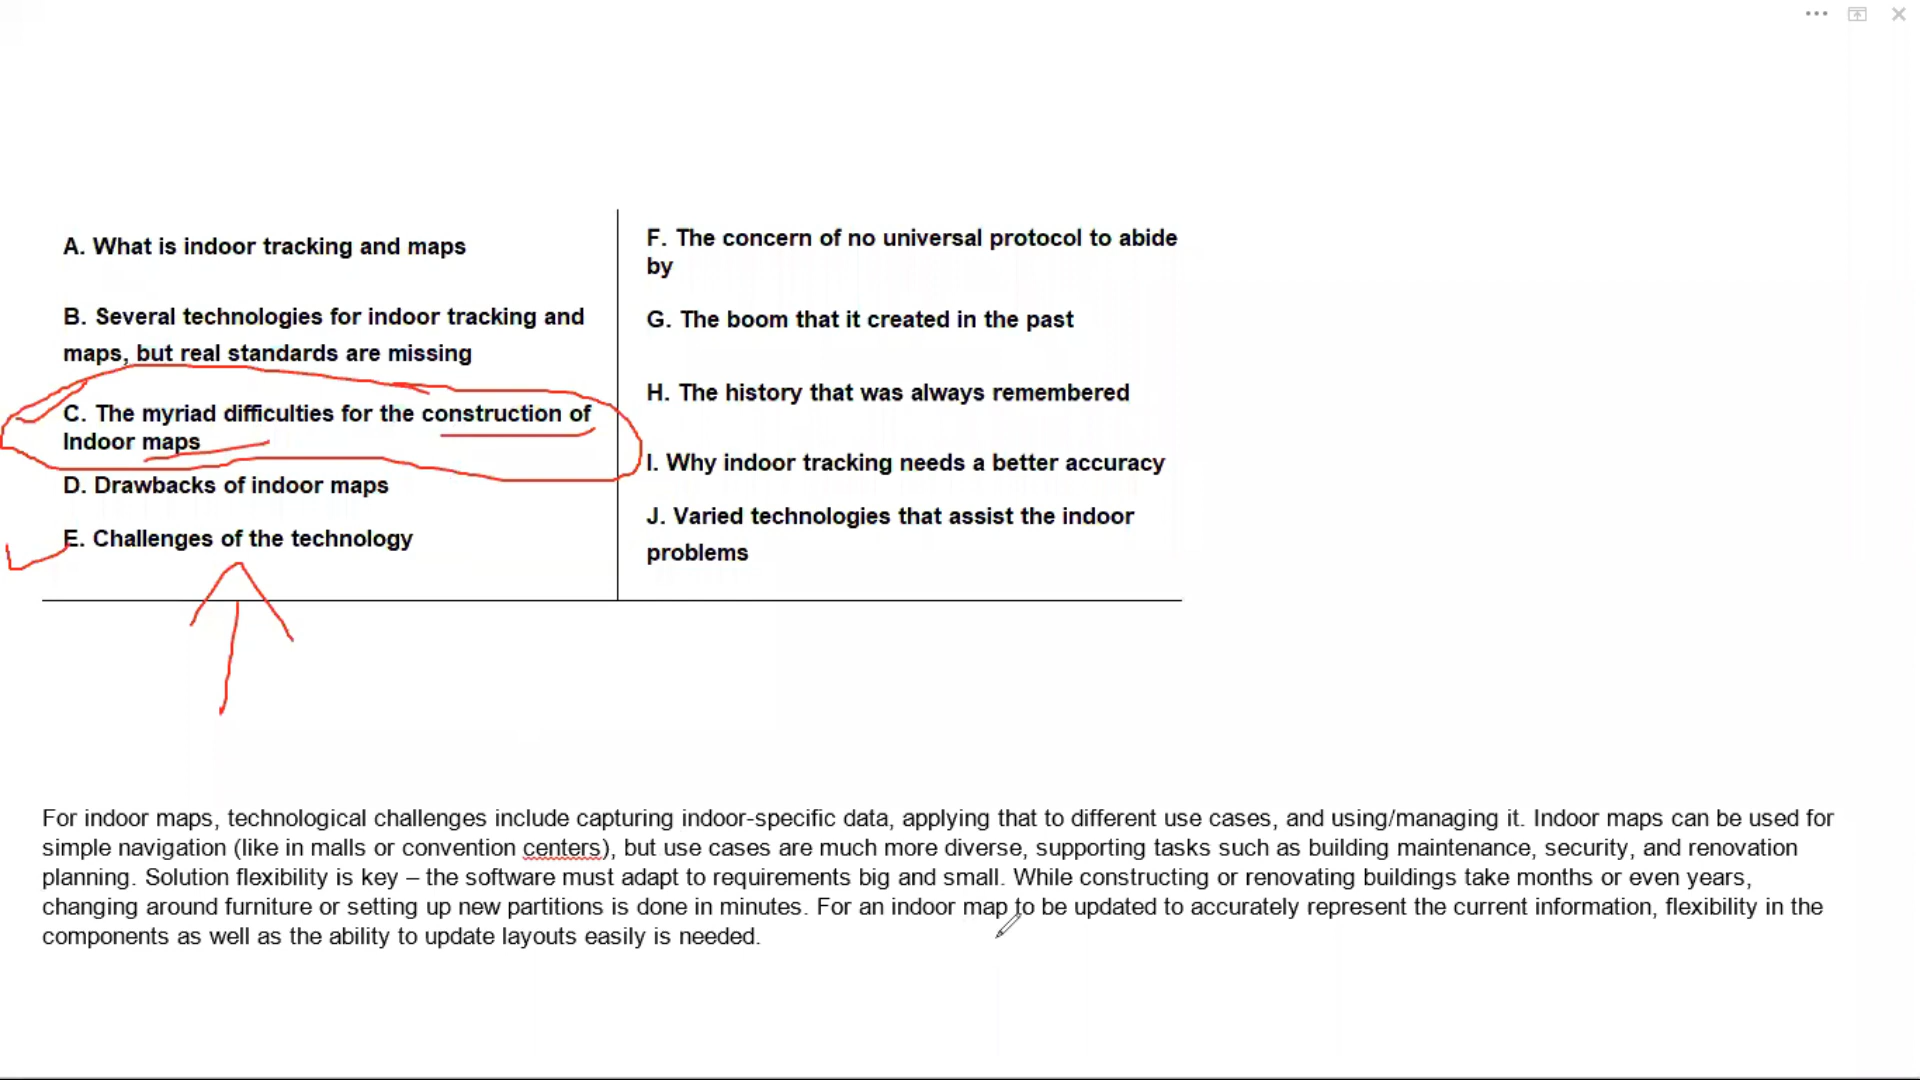 A. What is indoor tracking and maps
B. Several technologies for indoor tracking and
maps, but real standards are missing
C. The myriad difficulties for the construction of
Indoor maps
D. Drawbacks of indoor maps
E. Challenges of the technology
F. The concern of no universal protocol to abide
by
G. The boom that it created in the past
H. The history that was always remembered
I. Why indoor tracking needs a better accuracy
J. Varied technologies that assist the indoor
problems
For indoor maps, technological challenges include capturing indoor-specific data, applying that to different use cases, and using/managing it. Indoor maps can be used for
simple navigation (like in malls or convention centers), but use cases are much more diverse, supporting tasks such as building maintenance, security, and renovation
planning. Solution flexibility is key – the software must adapt to requirements big and small. While constructing or renovating buildings take months or even years,
changing around furniture or setting up new partitions is done in minutes. For an indoor map to be updated to accurately represent the current information, flexibility in the
components as well as the ability to update layouts easily is needed.